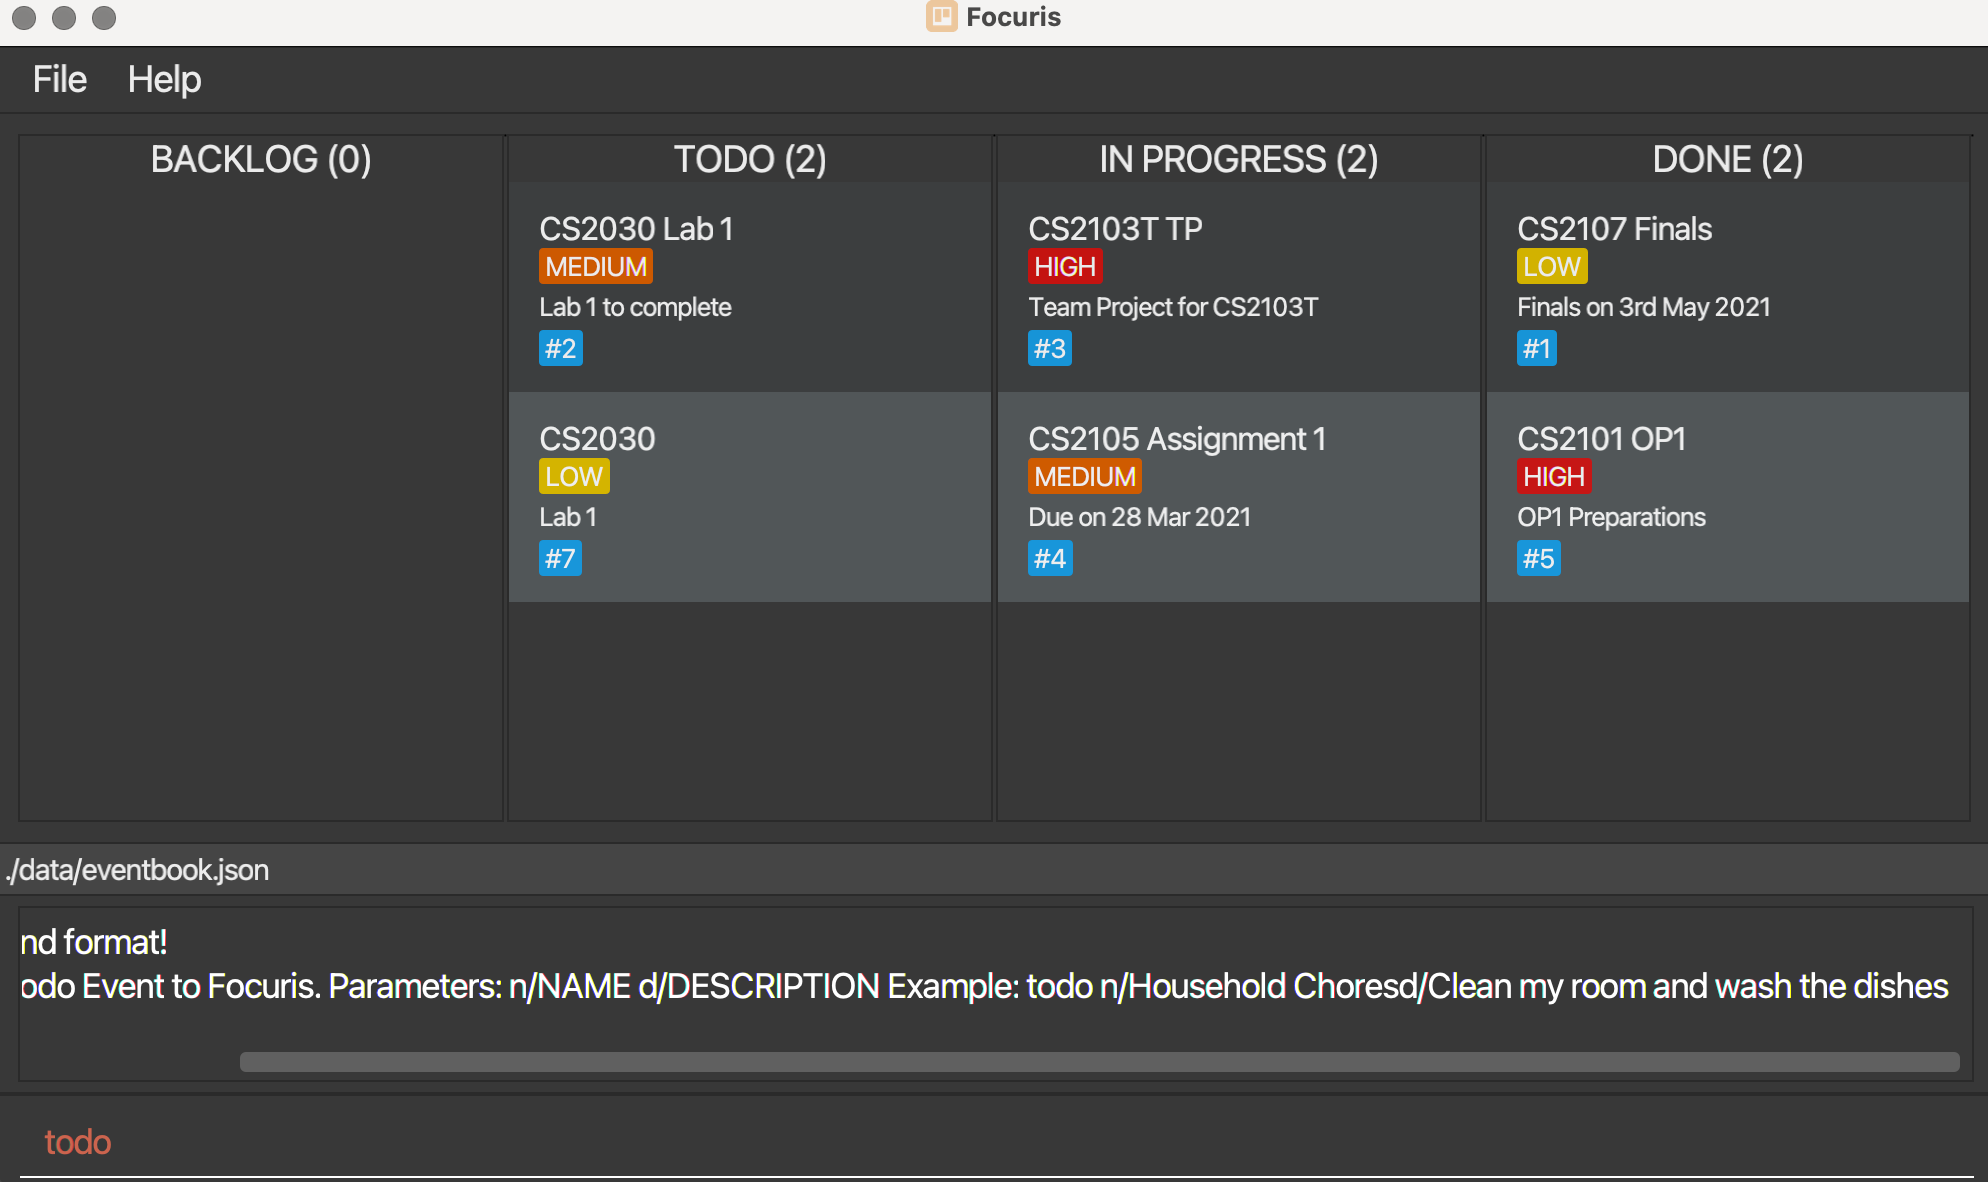 Focuris
File Help
BACKLOG (0)
TODO (2)
CS2030 Lab 1
MEDIUM
Lab 1 to complete
#2
CS2030
LOW
Lab 1
#7
IN PROGRESS (2)
CS2103T TP
HIGH
Team Project for CS2103T
#3
CS2105 Assignment 1
MEDIUM
Due on 28 Mar 2021
#4
DONE (2)
CS2107 Finals
LOW
Finals on 3rd May 2021
#1
CS2101 OP1
HIGH
OP1 Preparations
#5
./data/eventbook.json
nd format!
odo Event to Focuris. Parameters: n/NAME d/DESCRIPTION Example: todo n/Household Choresd/Clean my room and wash the dishes
todo